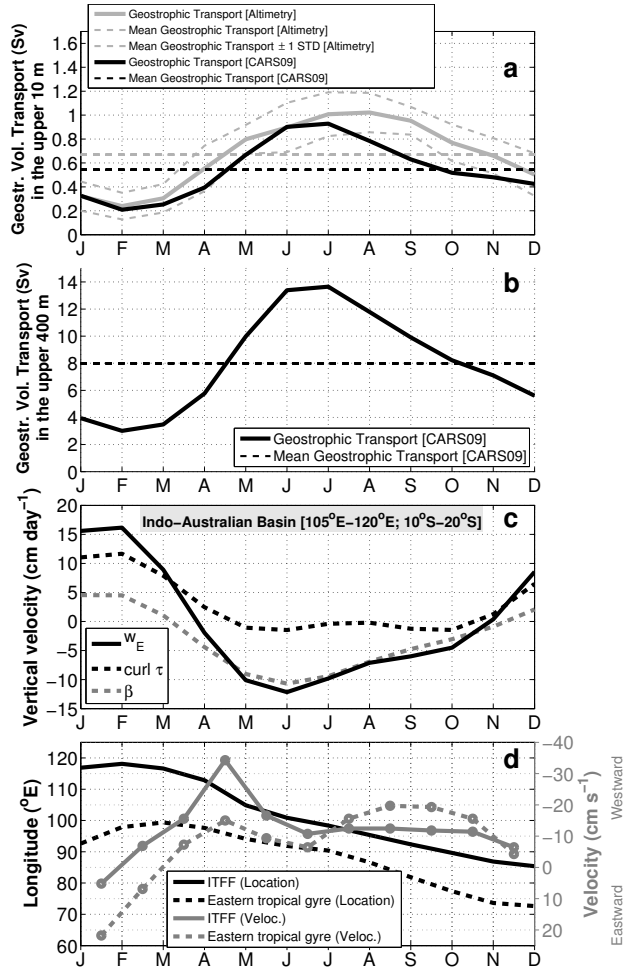 Geostrophic Transport [Altimetry]
Mean Geostrophic Transport [Altimetry]
Mean Geostrophic Transport ± 1 STD [Altimetry]
Geostrophic Transport [CARS09]
Mean Geostrophic Transport [CARS09]
a
Geostr. Vol. Transport (Sv)
in the upper 10 m
1.6
1.4
1.2
1
0.8
0.6
0.4
0.2
0
J F M A M J J A S O N D
b
Geostr. Vol. Transport (Sv)
in the upper 400 m
14
12
10
8
6
4
2
0
Geostrophic Transport [CARS09]
Mean Geostrophic Transport [CARS09]
J F M A M J J A S O N D
Indo−Australian Basin [105°E−120°E; 10°S−20°S]
c
Vertical velocity (cm day⁻¹)
20
15
10
5
0
−5
−10
−15
w_E
curl τ
β
J F M A M J J A S O N D
d
Longitude (°E)
120
110
100
90
80
70
60
ITFF (Location)
Eastern tropical gyre (Location)
ITFF (Veloc.)
Eastern tropical gyre (Veloc.)
−40
−30
−20
−10
0
10
20
Velocity (cm s⁻¹)
Westward
Eastward
J F M A M J J A S O N D